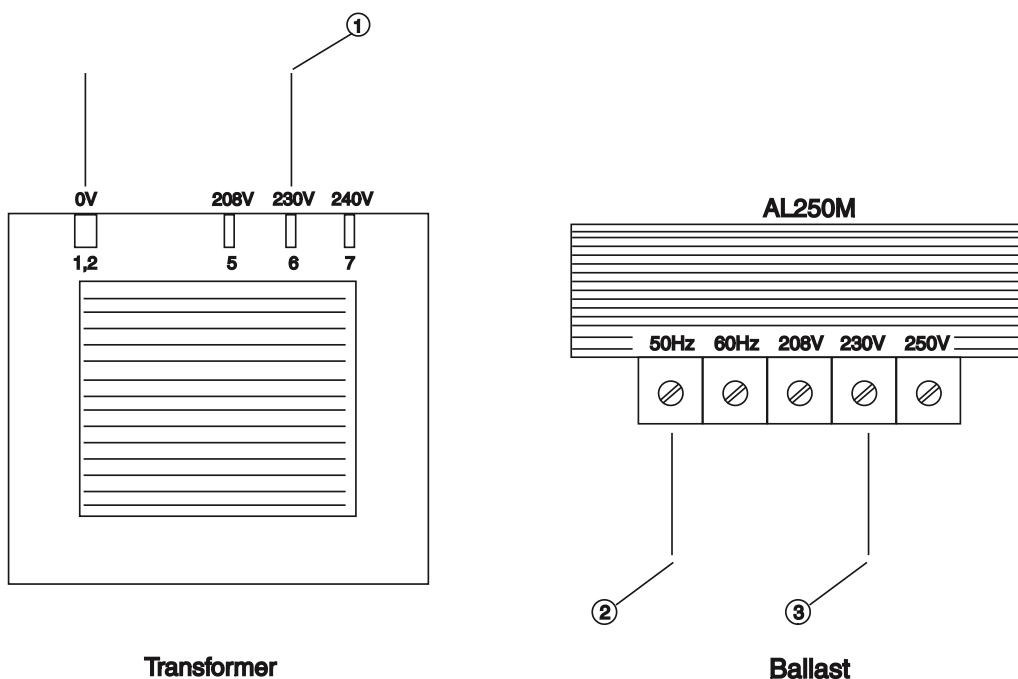 ①
0V 208V 230V 240V
1,2 5 6 7
Transformer
AL250M
50Hz 60Hz 208V 230V 250V
② ③
Ballast